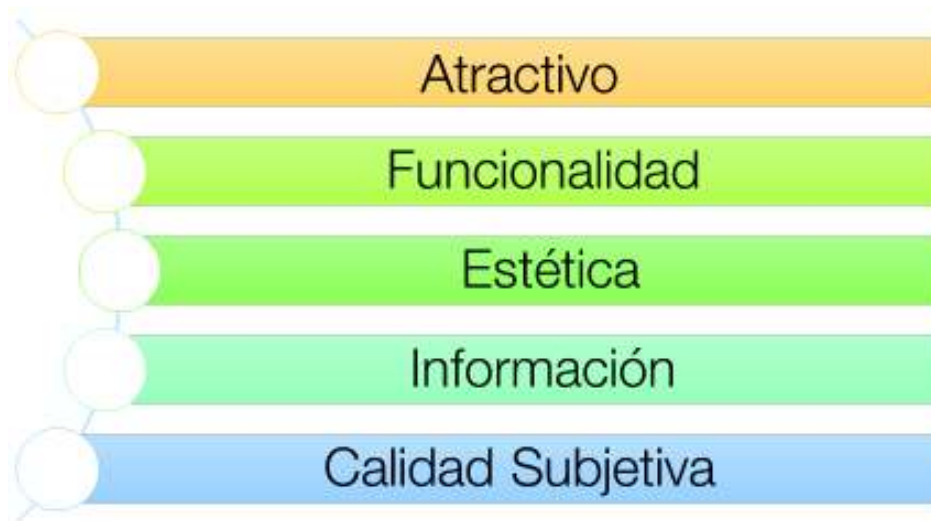 Atractivo
Funcionalidad
Estética
Información
Calidad Subjetiva